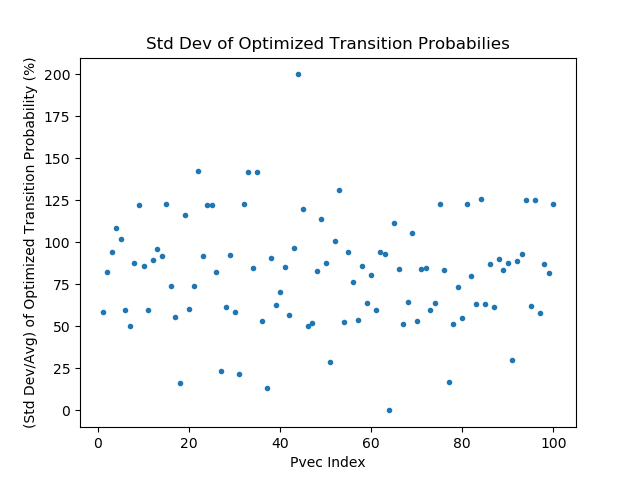 Std Dev of Optimized Transition Probabilies
(Std Dev/Avg) of Optimized Transition Probability (%)
200
175
150
125
100
75
50
25
0
0 20 40 60 80 100
Pvec Index